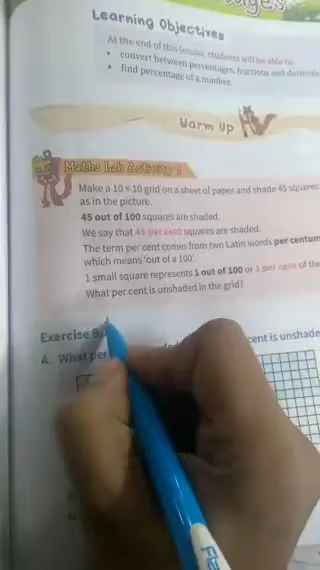 Learning Objectives
At the end of this lesson, students will be able to:
• convert between percentages, fractions and decimals
• find percentage of a number.
Warm Up
Maths Lab Activity 1
Make a 10 × 10 grid on a sheet of paper and shade 45 squares
as in the picture.
45 out of 100 squares are shaded.
We say that 45 per cent squares are shaded.
The term per cent comes from two Latin words per centum
which means 'out of a 100'.
1 small square represents 1 out of 100 or 1 per cent of the
What per cent is unshaded in the grid?
Exercise
A. What per
cent is unshade